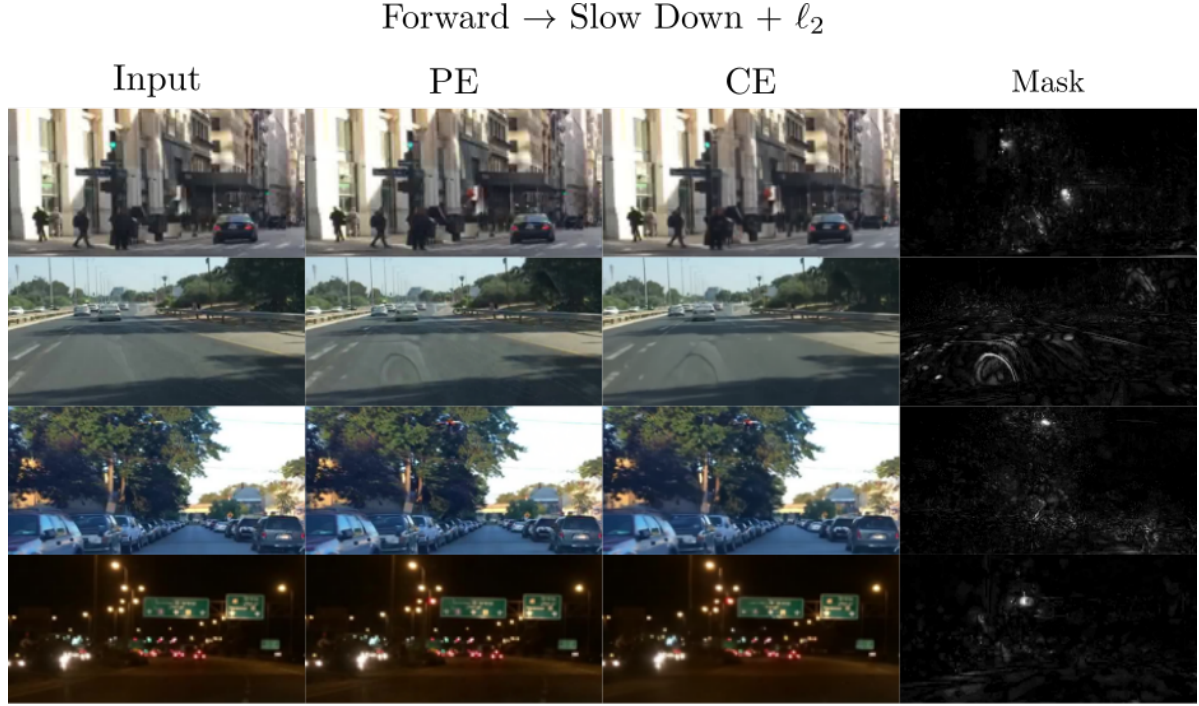 Forward → Slow Down + ℓ₂
Input PE CE Mask